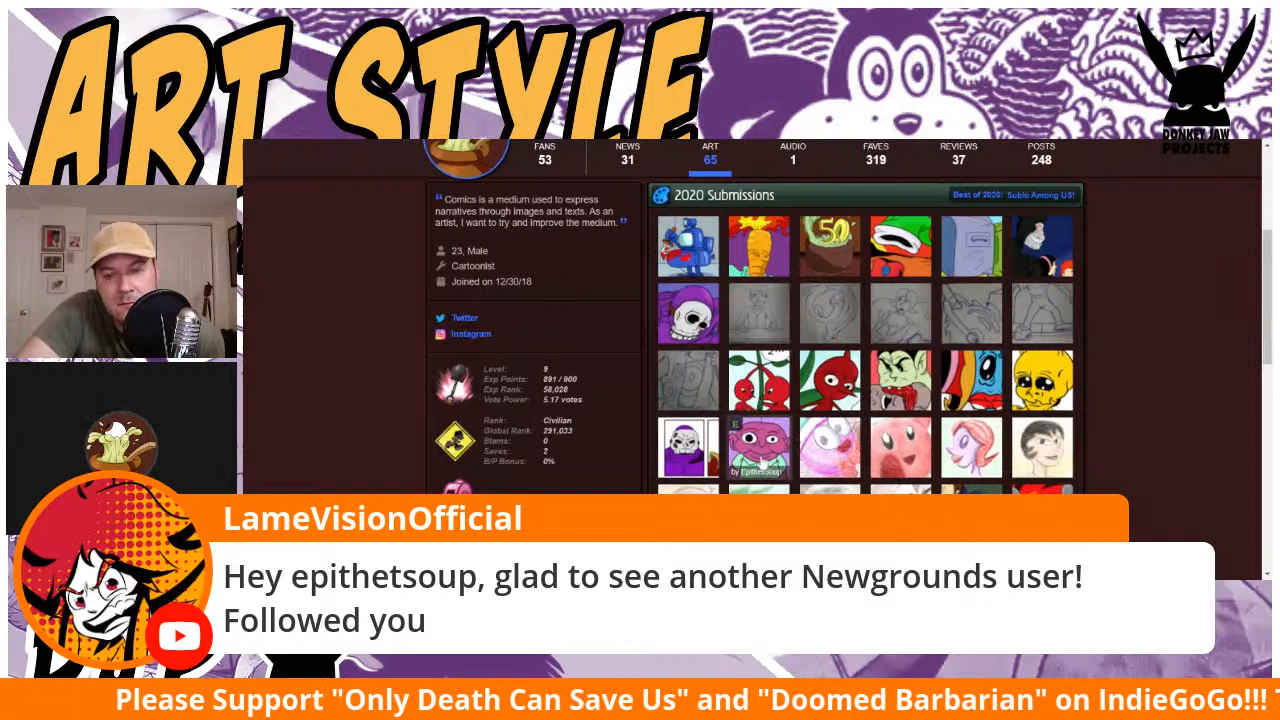 ART STYLE
DONKEY JAW
PROJECTS
FANS NEWS ART AUDIO FAVES REVIEWS POSTS
53 31 65 1 319 37 248
“ Comics is a medium used to express
narratives through images and texts. As an
artist, I want to try and improve the medium. ”
23, Male
Cartoonist
Joined on 12/30/18
Twitter
Instagram
Level: 9
Exp Points: 891 / 900
Exp Rank: 58,028
Vote Power: 5.17 votes
Rank: Civilian
Global Rank: 291,033
Blams: 0
Saves: 2
B/P Bonus: 0%
2020 Submissions Best of 2020: Sublo Among US!
50
E
by EpithetSoup
LameVisionOfficial
Hey epithetsoup, glad to see another Newgrounds user!
Followed you
Please Support "Only Death Can Save Us" and "Doomed Barbarian" on IndieGoGo!!!